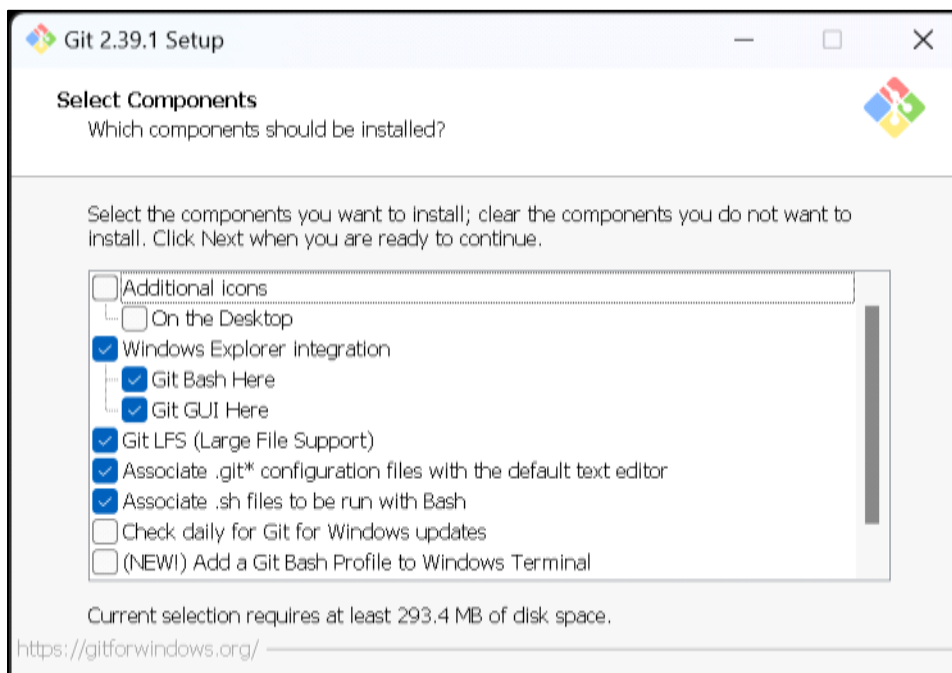 Git 2.39.1 Setup
Select Components
Which components should be installed?
Select the components you want to install; clear the components you do not want to
install. Click Next when you are ready to continue.
Additional icons
On the Desktop
Windows Explorer integration
Git Bash Here
Git GUI Here
Git LFS (Large File Support)
Associate .git* configuration files with the default text editor
Associate .sh files to be run with Bash
Check daily for Git for Windows updates
(NEW!) Add a Git Bash Profile to Windows Terminal
Current selection requires at least 293.4 MB of disk space.
https://gitforwindows.org/